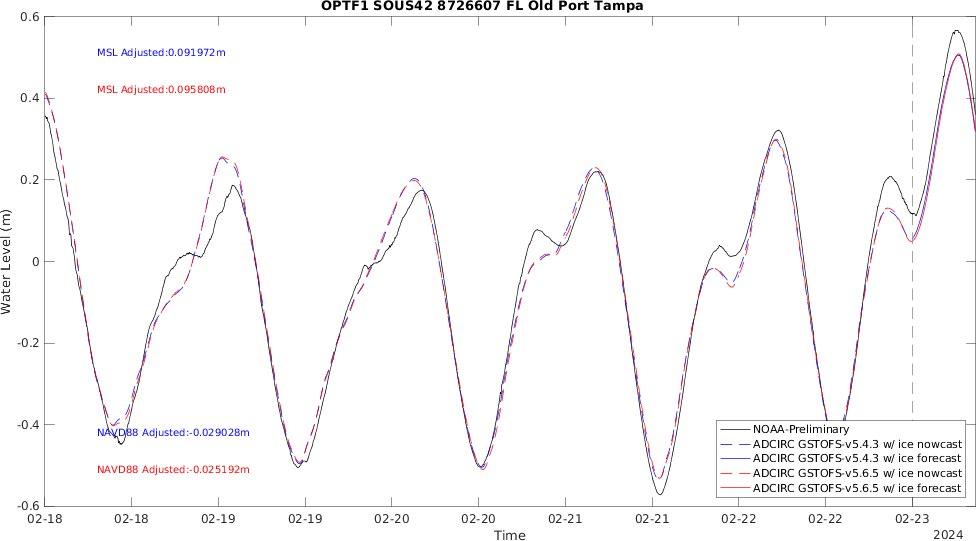 OPTF1 SOUS42 8726607 FL Old Port Tampa
0.6
0.4
0.2
0
-0.2
-0.4
-0.6
Water Level (m)
MSL Adjusted:0.091972m
MSL Adjusted:0.095808m
NAVD88 Adjusted:-0.029028m
NAVD88 Adjusted:-0.025192m
NOAA-Preliminary
ADCIRC GSTOFS-v5.4.3 w/ ice nowcast
ADCIRC GSTOFS-v5.4.3 w/ ice forecast
ADCIRC GSTOFS-v5.6.5 w/ ice nowcast
ADCIRC GSTOFS-v5.6.5 w/ ice forecast
02-18 02-18 02-19 02-19 02-20 02-20 02-21 02-21 02-22 02-22 02-23
Time
2024